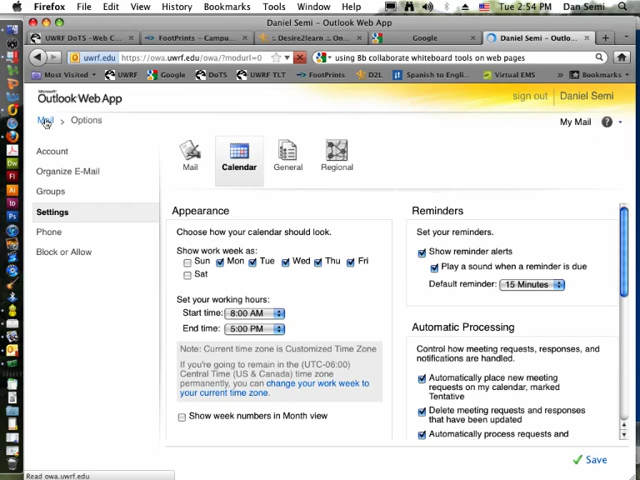 Firefox File Edit View History Bookmarks Tools Window Tue 2:54 PM Dan Semi
Daniel Semi – Outlook Web App
UWRF DoTS –Web C... FootPrints – Campu... :: Desire2learn ::. On... Google Daniel Semi – Outlo...
uwrf.edu https://owa.uwrf.edu/owa/?modurl=0 using Bb collaborate whiteboard tools on web pages
Most Visited UWRF DoTS UWRF Google UWRF TLT FootPrints D2L Spanish to Engli... Virtual EMS Bookmarks
Microsoft
Outlook Web App
sign out Daniel Semi
Mail > Options My Mail ?
Account
Organize E-Mail
Groups
Settings
Phone
Block or Allow
Mail Calendar General Regional
Appearance
Choose how your calendar should look.
Show work week as:
Sun Mon Tue Wed Thu Fri
Sat
Set your working hours:
Start time: 8:00 AM
End time: 5:00 PM
Note: Current time zone is Customized Time Zone
If you're going to remain in the (UTC-06:00)
Central Time (US & Canada) time zone
permanently, you can change your work week to
your current time zone.
Show week numbers in Month view
Reminders
Set your reminders.
Show reminder alerts
Play a sound when a reminder is due
Default reminder: 15 Minutes
Automatic Processing
Control how meeting requests, responses, and
notifications are handled.
Automatically place new meeting
requests on my calendar, marked
Tentative
Delete meeting requests and responses
that have been updated
Automatically process requests and
Save
Read owa.uwrf.edu